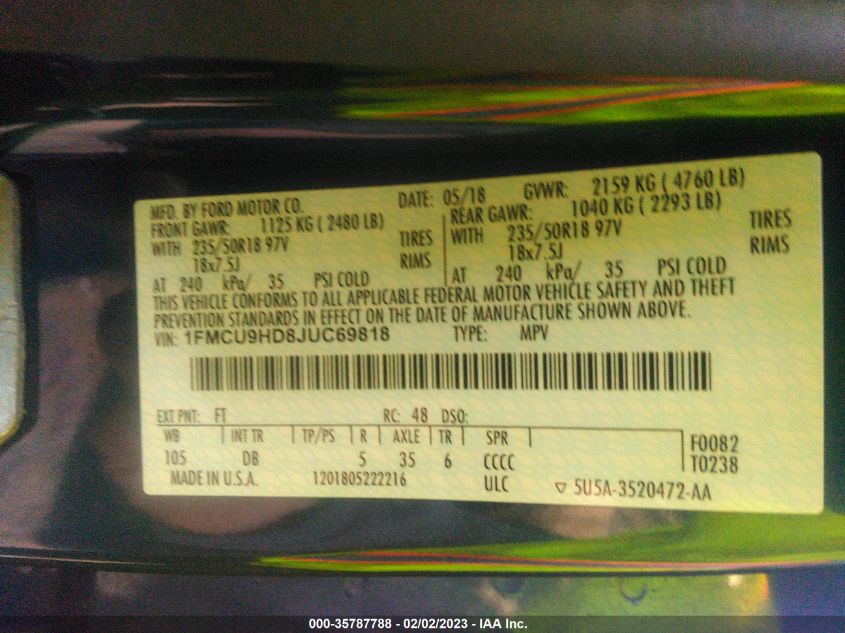 MFD. BY FORD MOTOR CO. DATE: 05/18 GVWR: 2159 KG ( 4760 LB)
FRONT GAWR: 1125 KG ( 2480 LB) REAR GAWR: 1040 KG ( 2293 LB)
WITH 235/50R18 97V TIRES WITH 235/50R18 97V TIRES
18x7.5J RIMS 18x7.5J RIMS
AT 240 kPa/ 35 PSI COLD AT 240 kPa/ 35 PSI COLD
THIS VEHICLE CONFORMS TO ALL APPLICABLE FEDERAL MOTOR VEHICLE SAFETY AND THEFT
PREVENTION STANDARDS IN EFFECT ON THE DATE OF MANUFACTURE SHOWN ABOVE.
VIN: 1FMCU9HD8JUC69818 TYPE: MPV
EXT PNT: FT RC: 48 DSO:
WB INT TR TP/PS R AXLE TR SPR F0082
105 DB 5 35 6 CCCC T0238
MADE IN U.S.A. 1201805222216 ULC ▽ 5U5A-3520472-AA
000-35787788 - 02/02/2023 - IAA Inc.